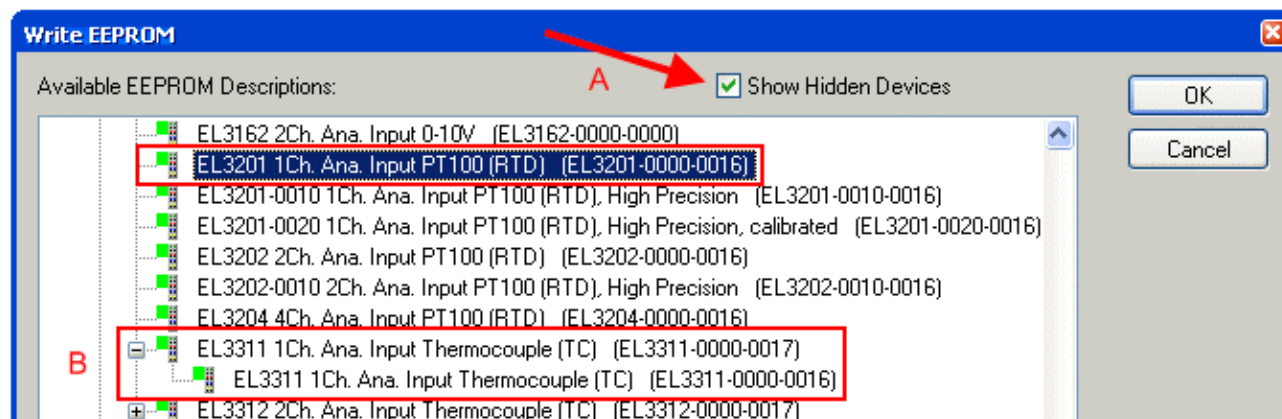 Write EEPROM
Available EEPROM Descriptions:
A
Show Hidden Devices
OK
Cancel
EL3162 2Ch. Ana. Input 0-10V (EL3162-0000-0000)
EL3201 1Ch. Ana. Input PT100 (RTD) (EL3201-0000-0016)
EL3201-0010 1Ch. Ana. Input PT100 (RTD), High Precision (EL3201-0010-0016)
EL3201-0020 1Ch. Ana. Input PT100 (RTD), High Precision, calibrated (EL3201-0020-0016)
EL3202 2Ch. Ana. Input PT100 (RTD) (EL3202-0000-0016)
EL3202-0010 2Ch. Ana. Input PT100 (RTD), High Precision (EL3202-0010-0016)
EL3204 4Ch. Ana. Input PT100 (RTD) (EL3204-0000-0016)
B
EL3311 1Ch. Ana. Input Thermocouple (TC) (EL3311-0000-0017)
EL3311 1Ch. Ana. Input Thermocouple (TC) (EL3311-0000-0016)
EL3312 2Ch. Ana. Input Thermocouple (TC) (EL3312-0000-0017)